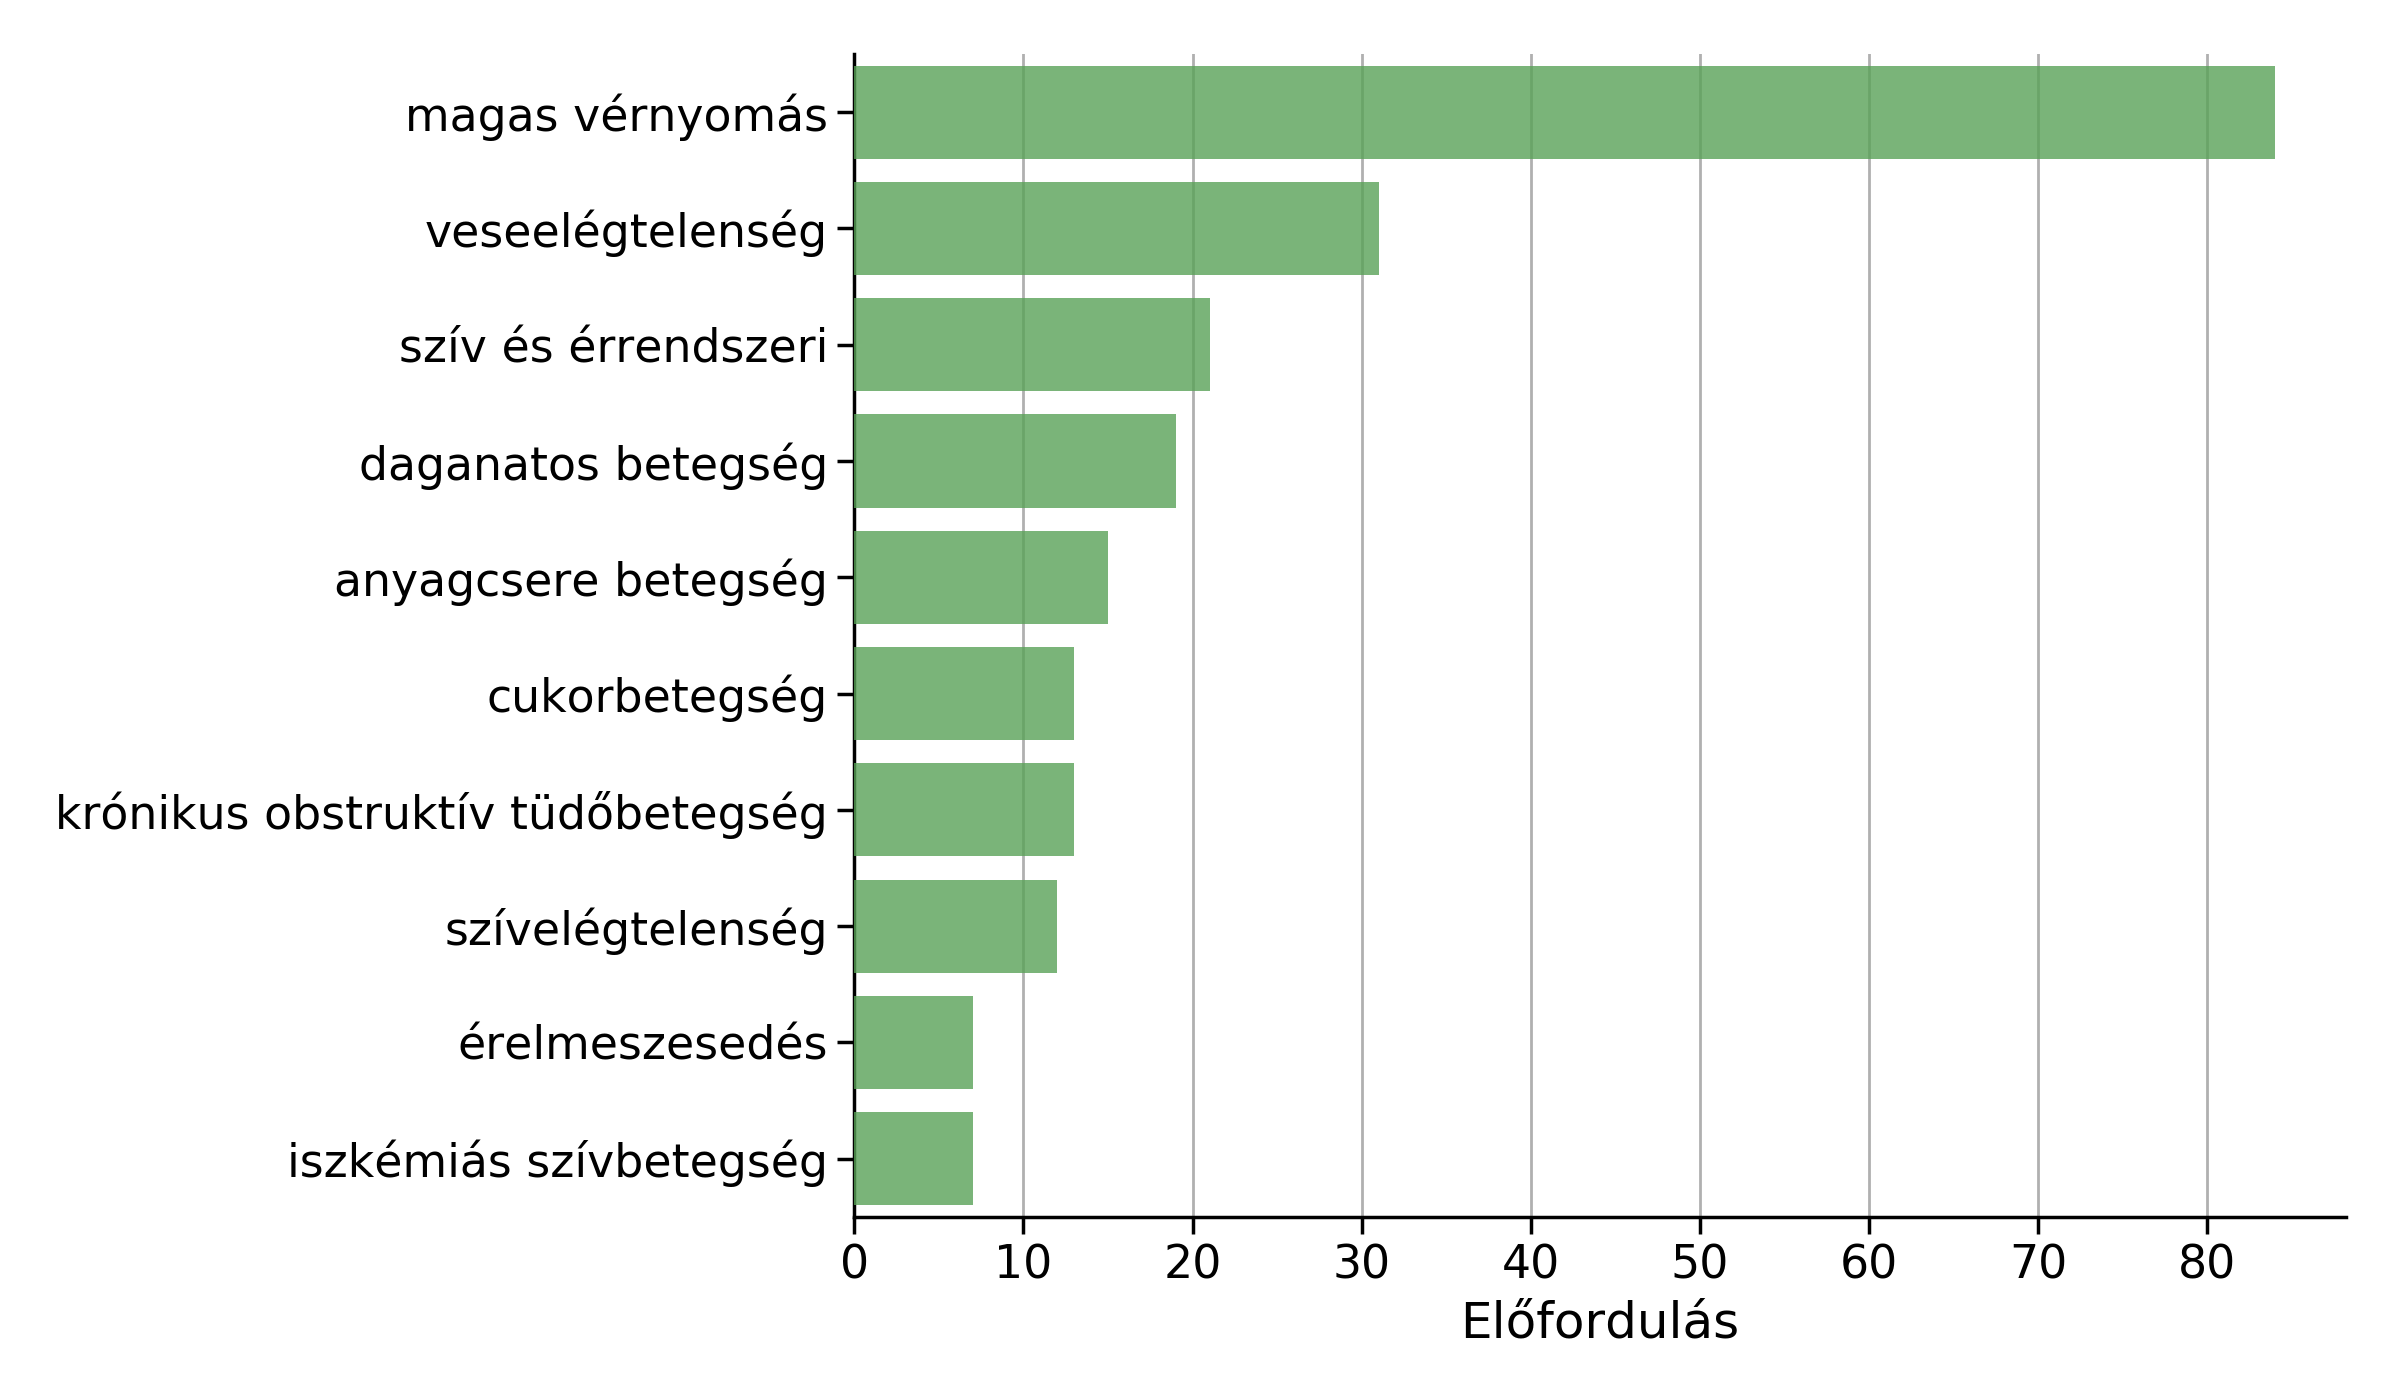 magas vérnyomás
veseelégtelenség
szív és érrendszeri
daganatos betegség
anyagcsere betegség
cukorbetegség
krónikus obstruktív tüdőbetegség
szívelégtelenség
érelmeszesedés
iszkémiás szívbetegség
0 10 20 30 40 50 60 70 80
Előfordulás